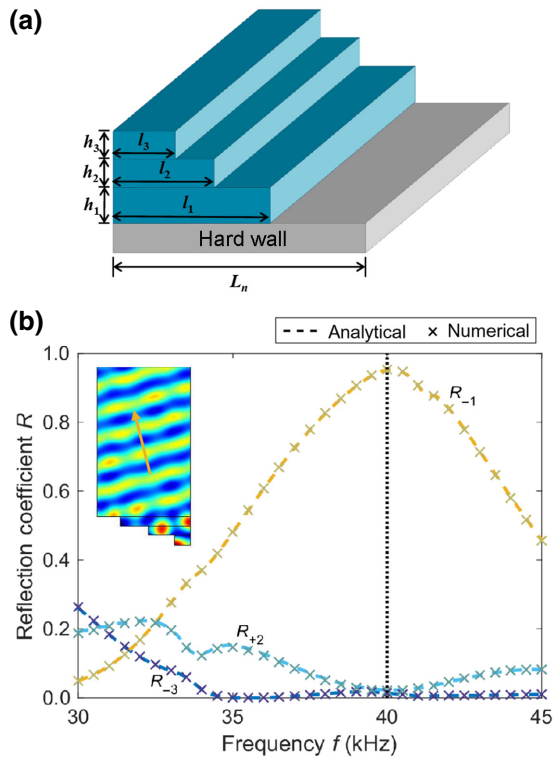 (a)
h3
l3
h2
l2
h1
l1
Hard wall
Ln
(b)
Analytical × Numerical
1.0
0.8
0.6
0.4
0.2
0.0
Reflection coefficient R
R−1
R+2
R−3
30 35 40 45
Frequency f (kHz)